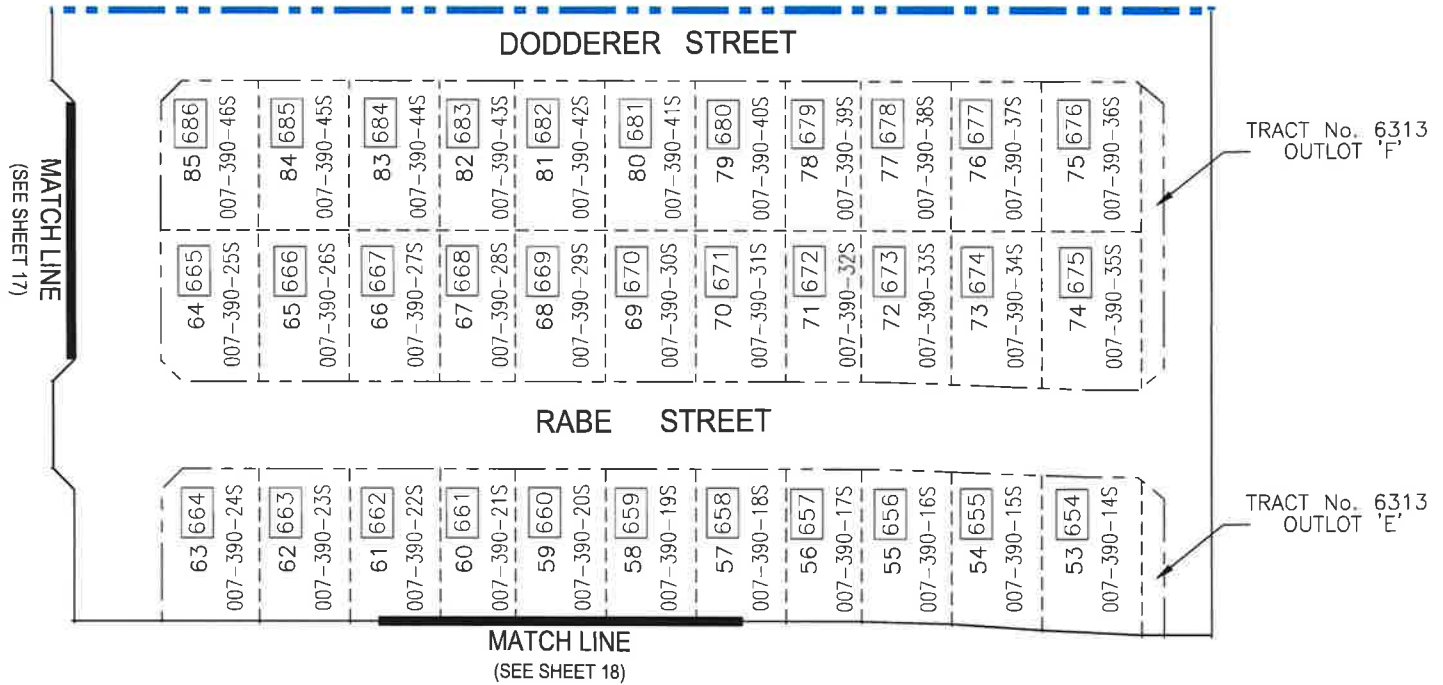 DODDERER STREET
85 686
007-390-46S
84 685
007-390-45S
83 684
007-390-44S
82 683
007-390-43S
81 682
007-390-42S
80 681
007-390-41S
79 680
007-390-40S
78 679
007-390-39S
77 678
007-390-38S
76 677
007-390-37S
75 676
007-390-36S
TRACT No. 6313
OUTLOT 'F'
MATCH LINE
(SEE SHEET 17)
64 665
007-390-25S
65 666
007-390-26S
66 667
007-390-27S
67 668
007-390-28S
68 669
007-390-29S
69 670
007-390-30S
70 671
007-390-31S
71 672
007-390-32S
72 673
007-390-33S
73 674
007-390-34S
74 675
007-390-35S
RABE STREET
63 664
007-390-24S
62 663
007-390-23S
61 662
007-390-22S
60 661
007-390-21S
59 660
007-390-20S
58 659
007-390-19S
57 658
007-390-18S
56 657
007-390-17S
55 656
007-390-16S
54 655
007-390-15S
53 654
007-390-14S
TRACT No. 6313
OUTLOT 'E'
MATCH LINE
(SEE SHEET 18)